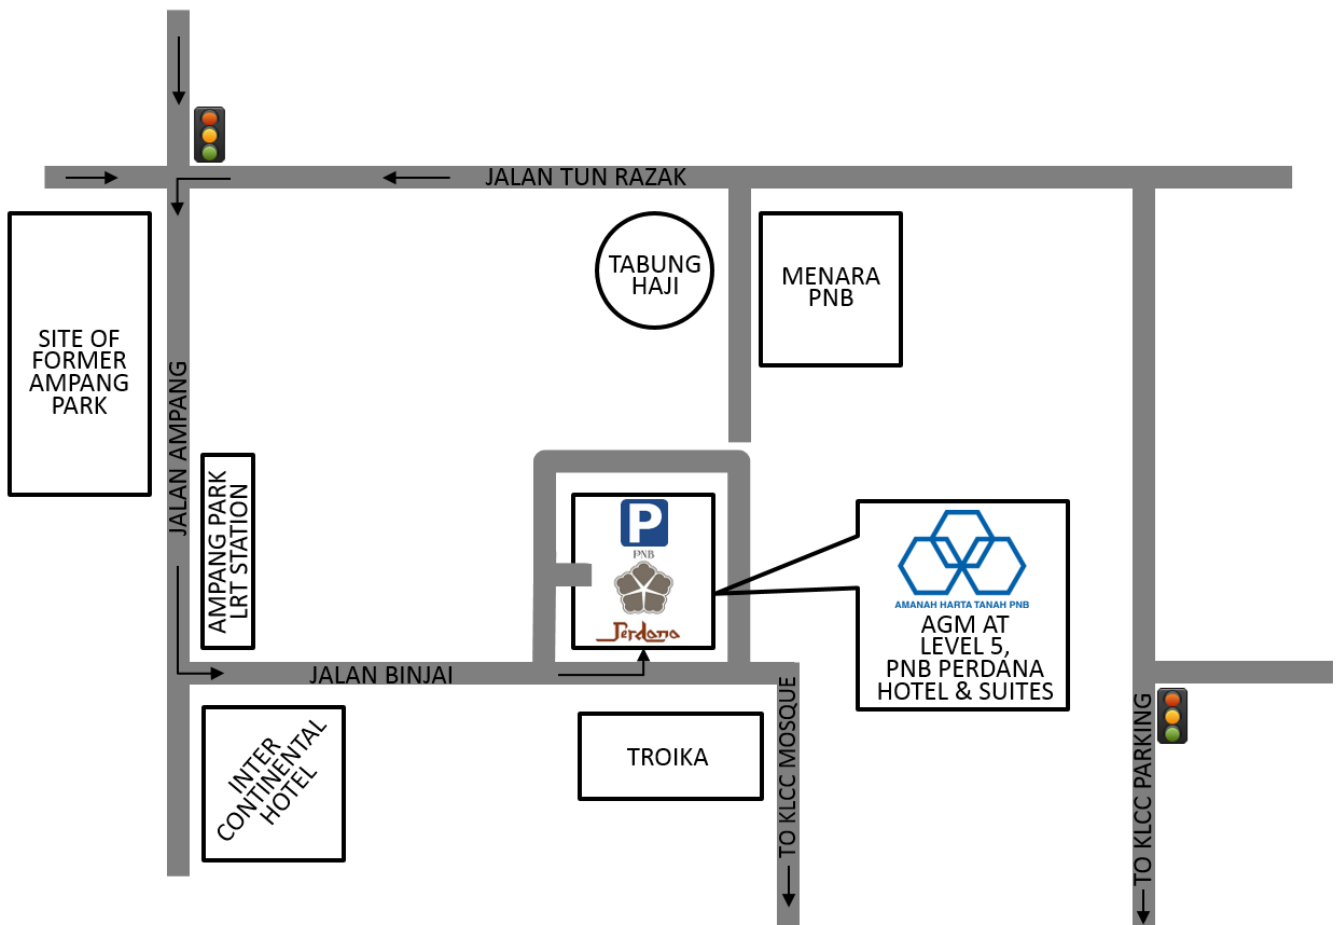 JALAN TUN RAZAK
TABUNG
HAJI
MENARA
PNB
SITE OF
FORMER
AMPANG
PARK
JALAN AMPANG
AMPANG PARK
LRT STATION
P
PNB
Perdana
AMANAH HARTA TANAH PNB
AGM AT
LEVEL 5,
PNB PERDANA
HOTEL & SUITES
JALAN BINJAI
INTER
CONTINENTAL
HOTEL
TROIKA
TO KLCC MOSQUE
TO KLCC PARKING